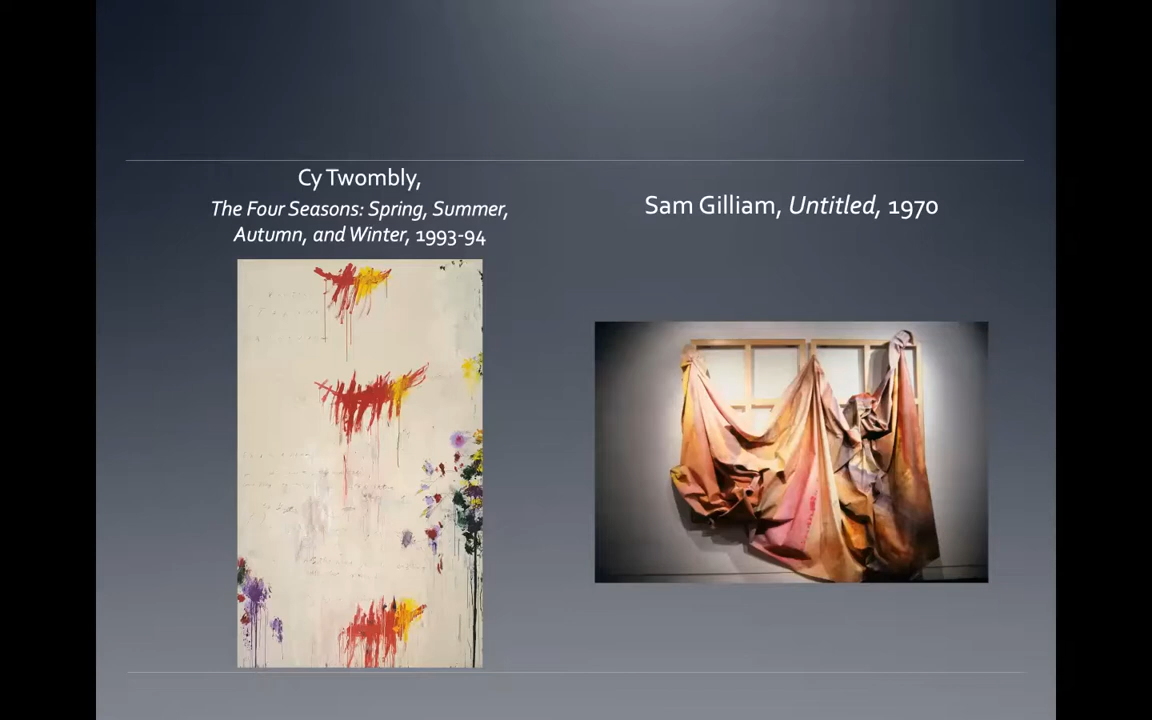 Cy Twombly,
The Four Seasons: Spring, Summer,
Autumn, and Winter, 1993-94
Sam Gilliam, Untitled, 1970